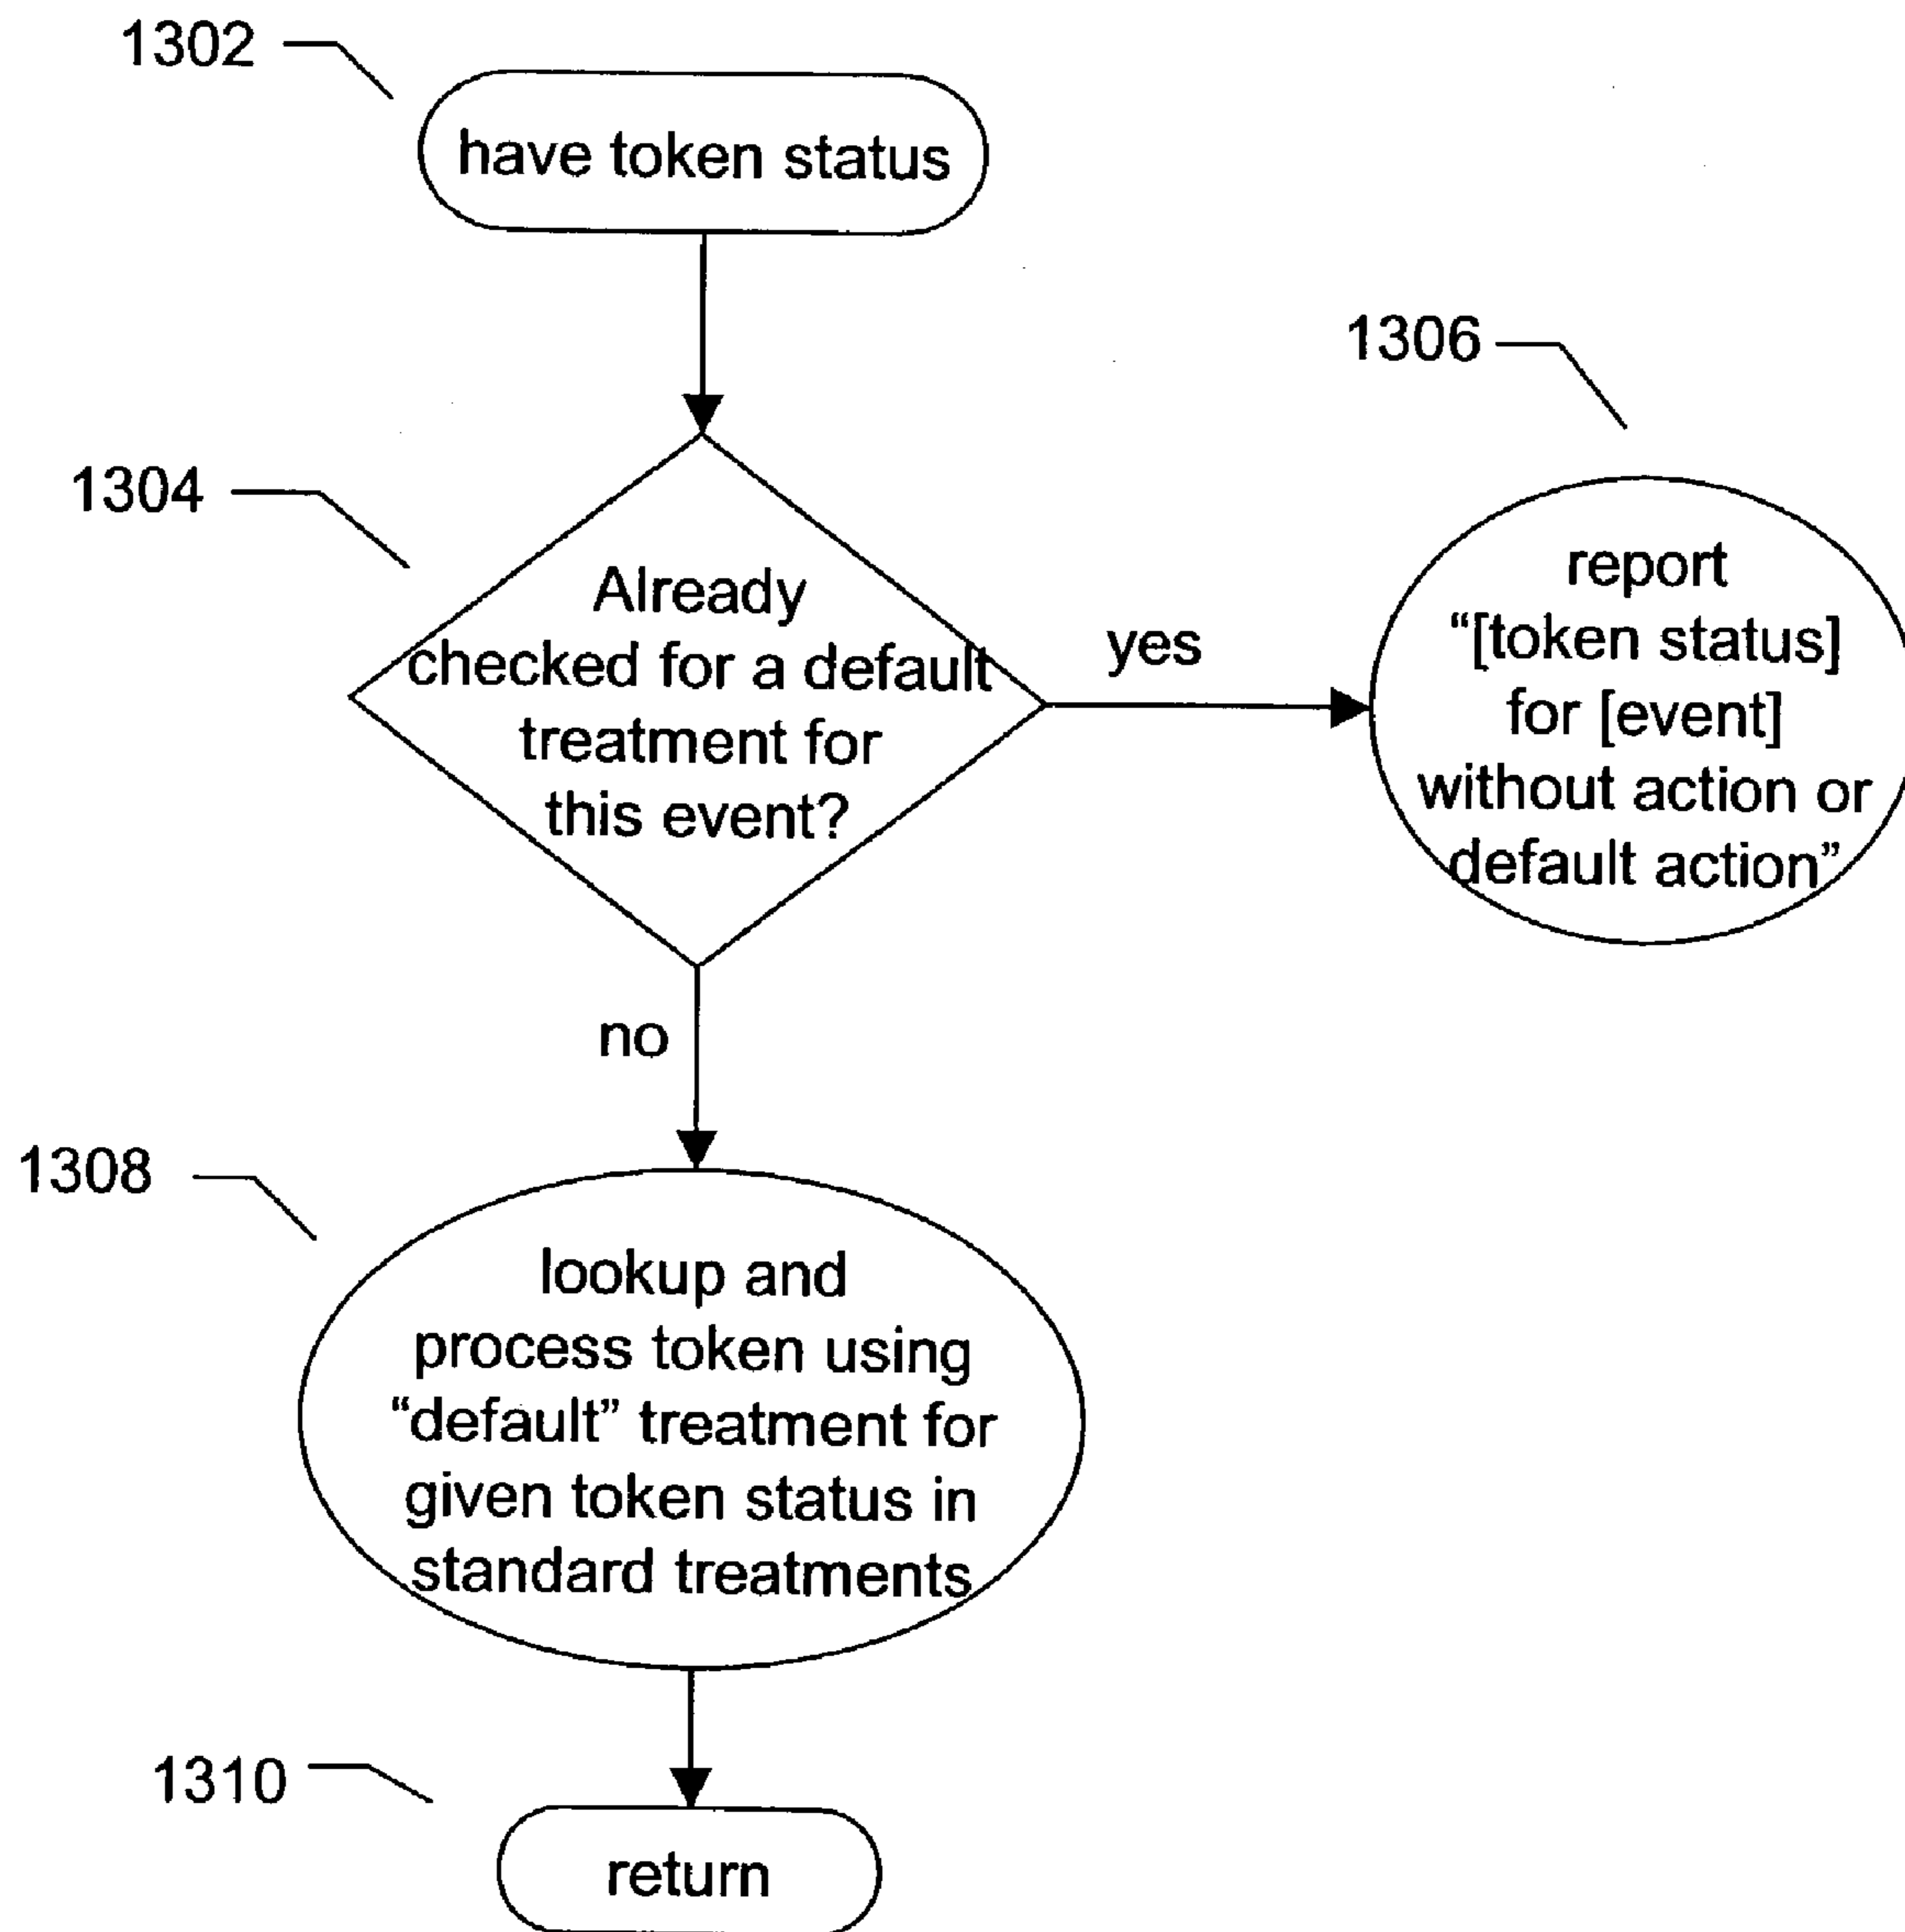 1302
have token status
1306
1304
Already
checked for a default
treatment for
this event?
yes
report
“[token status]
for [event]
without action or
default action”
no
1308
lookup and
process token using
“default” treatment for
given token status in
standard treatments
1310
return